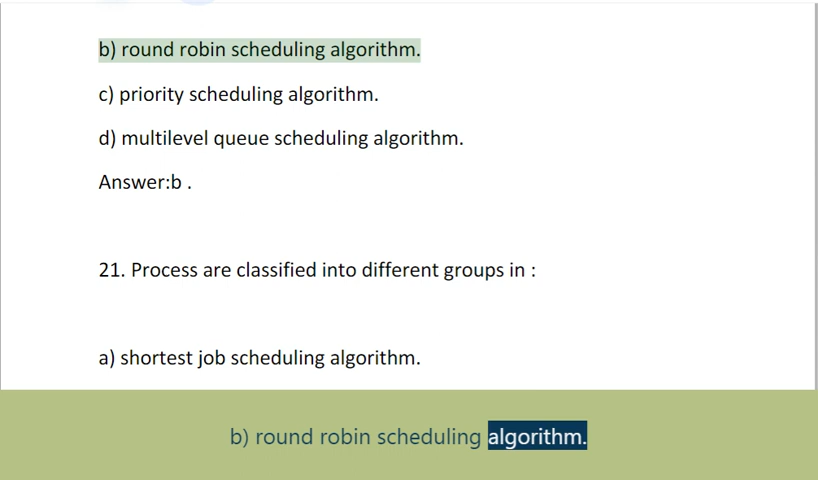 b) round robin scheduling algorithm.
c) priority scheduling algorithm.
d) multilevel queue scheduling algorithm.
Answer:b .
21. Process are classified into different groups in :
a) shortest job scheduling algorithm.
b) round robin scheduling algorithm.